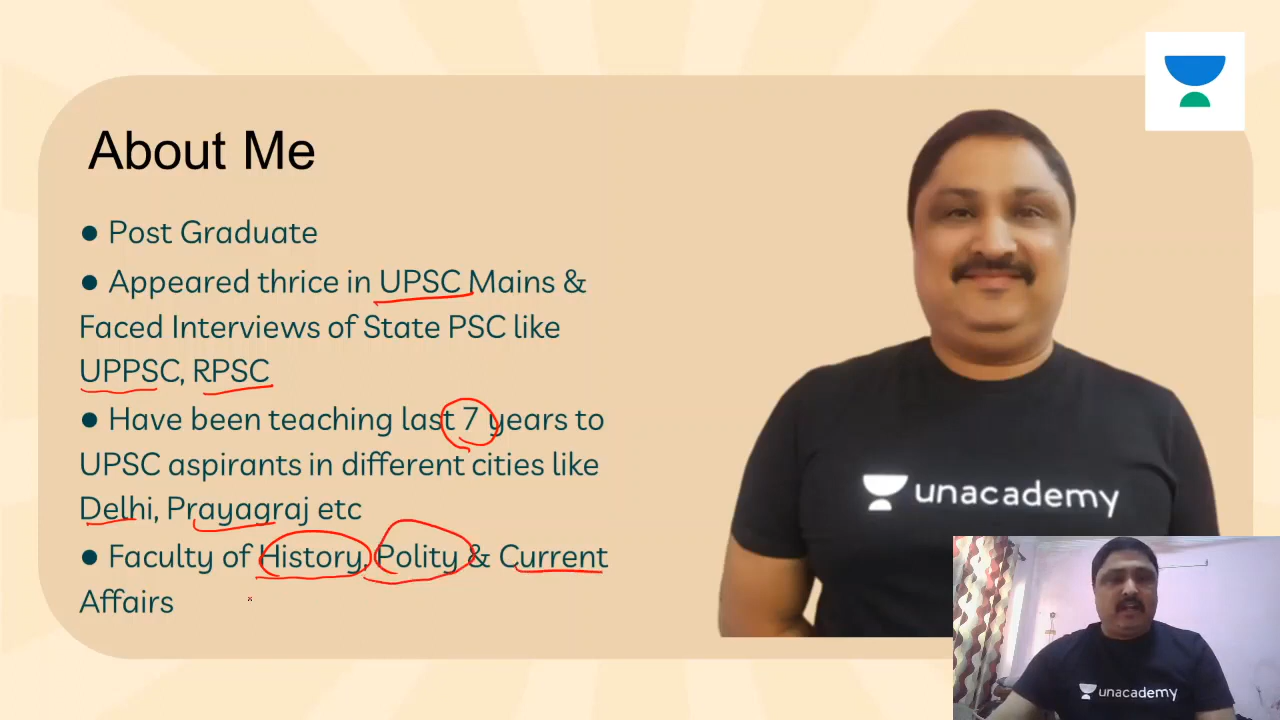 About Me
● Post Graduate
● Appeared thrice in UPSC Mains &
Faced Interviews of State PSC like
UPPSC, RPSC
● Have been teaching last 7 years to
UPSC aspirants in different cities like
Delhi, Prayagraj etc
● Faculty of History, Polity & Current
Affairs
unacademy
unacademy